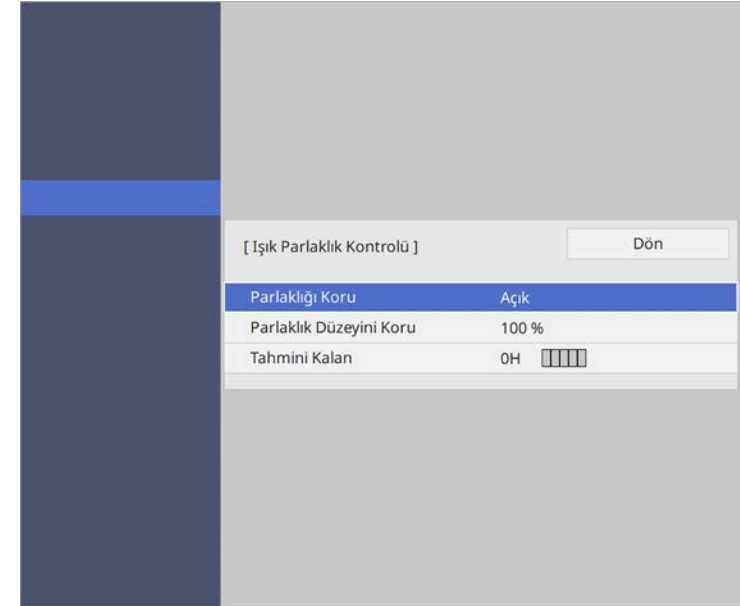 [ Işık Parlaklık Kontrolü ] Dön
Parlaklığı Koru Açık
Parlaklık Düzeyini Koru 100 %
Tahmini Kalan 0H